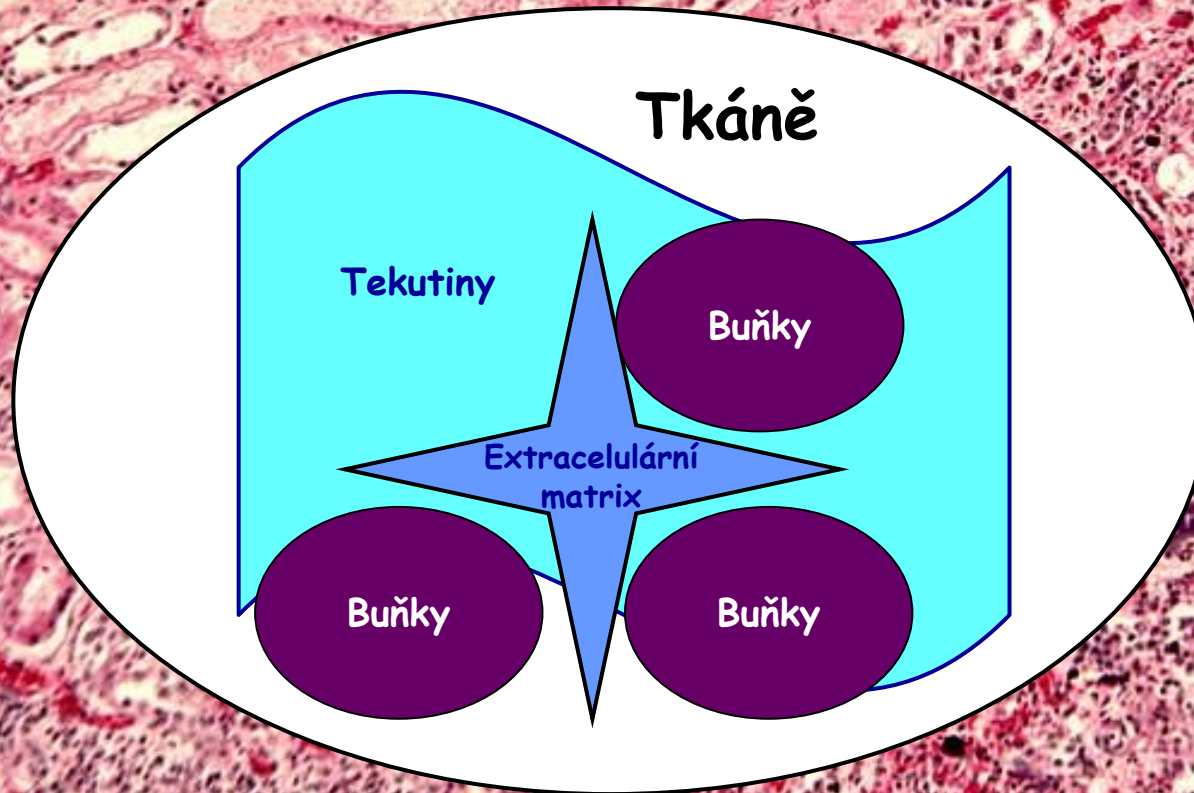 Tkáně
Tekutiny
Buňky
Extracelulární
matrix
Buňky
Buňky